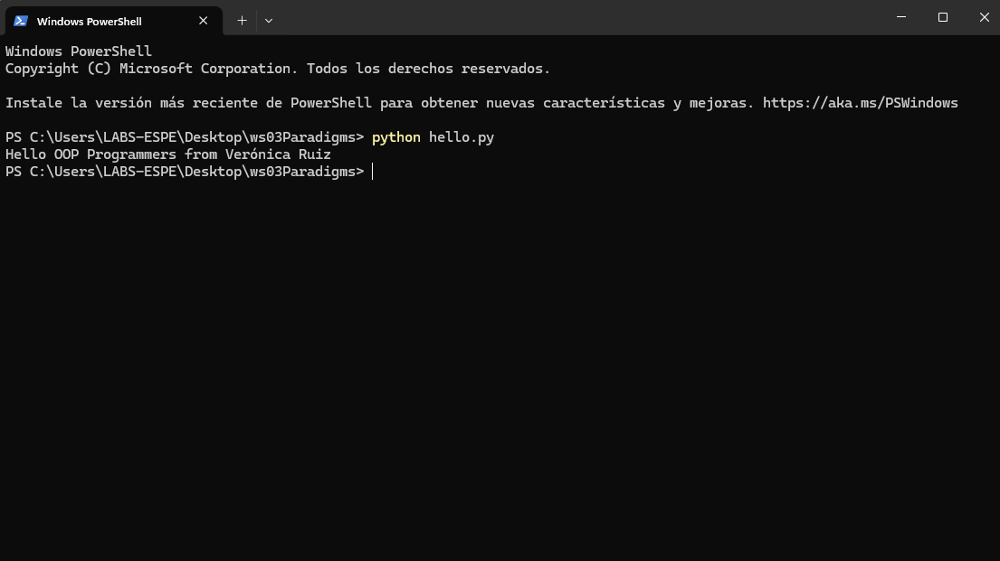 Windows PowerShell
Windows PowerShell
Copyright (C) Microsoft Corporation. Todos los derechos reservados.
Instale la versión más reciente de PowerShell para obtener nuevas características y mejoras. https://aka.ms/PSWindows
PS C:\Users\LABS-ESPE\Desktop\ws03Paradigms> python hello.py
Hello OOP Programmers from Verónica Ruiz
PS C:\Users\LABS-ESPE\Desktop\ws03Paradigms>